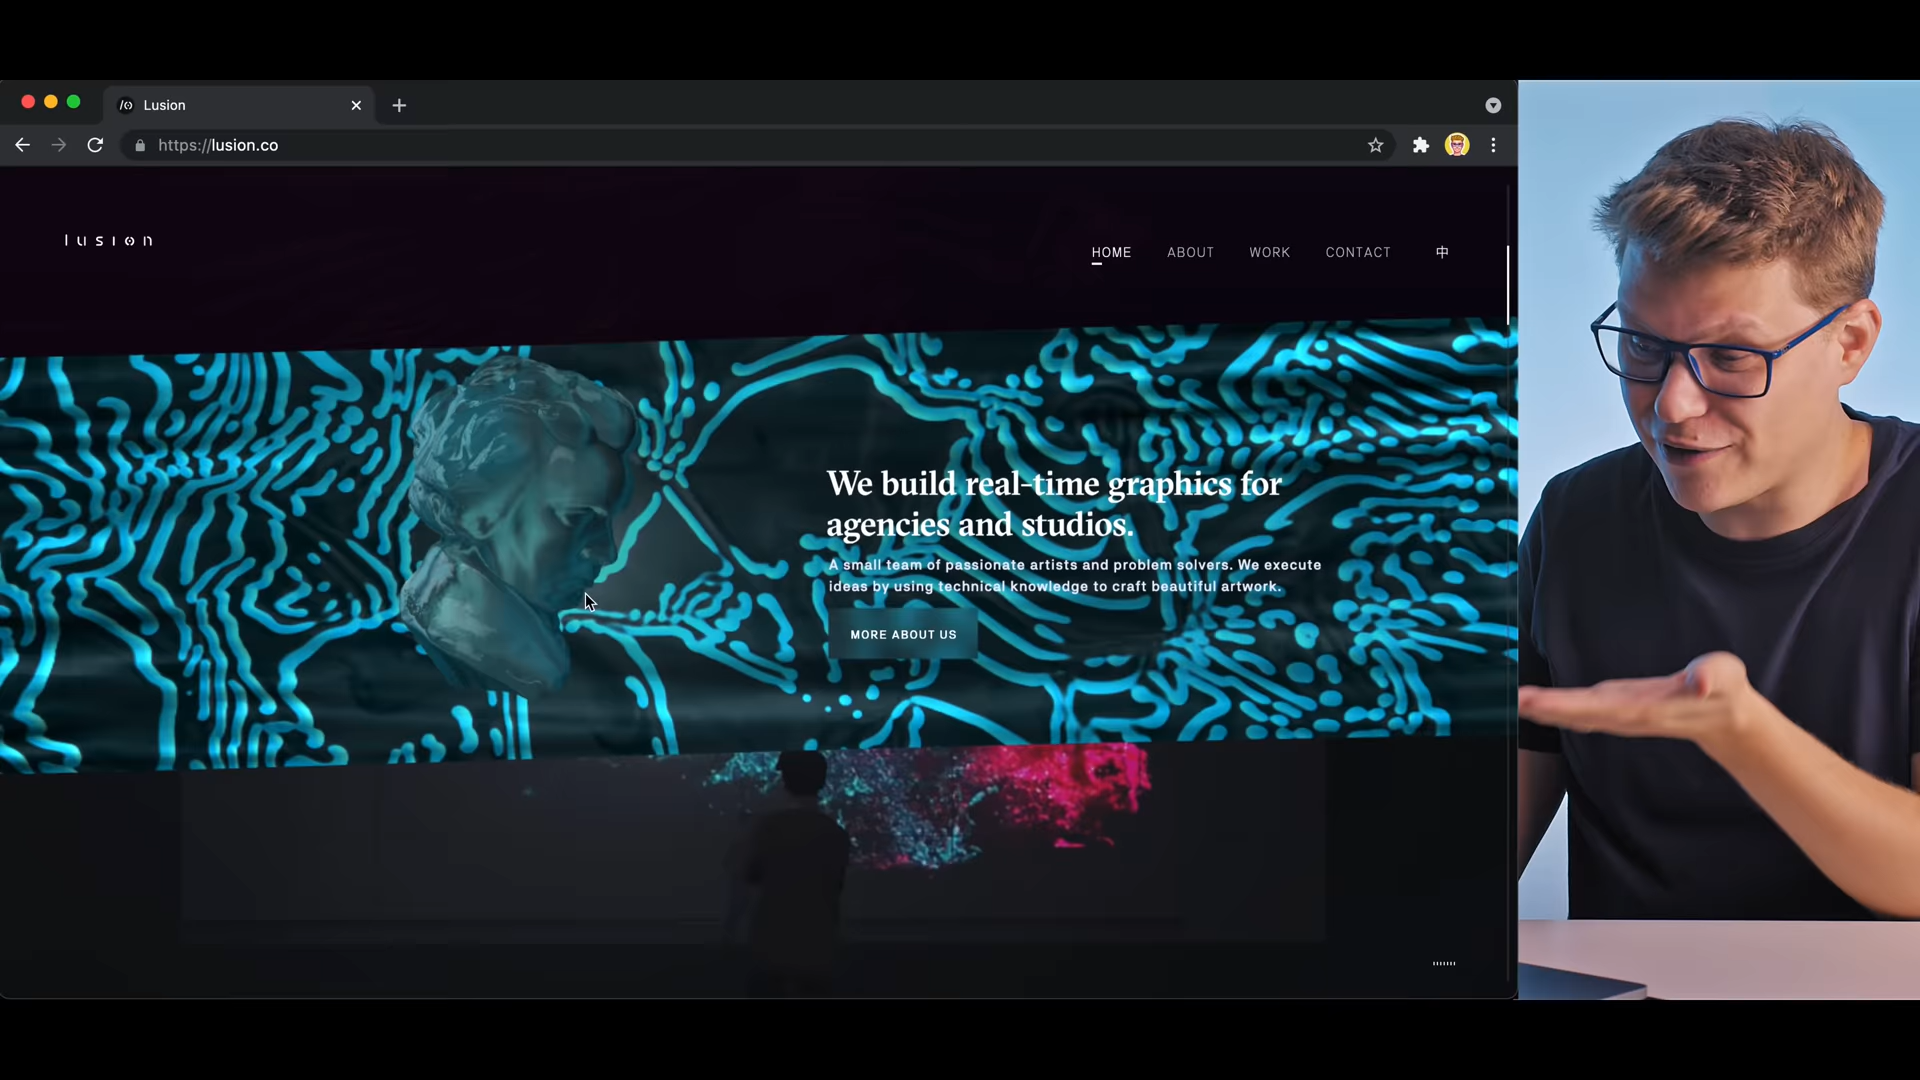 Lusion
https://lusion.co
lusion
HOME ABOUT WORK CONTACT 中
We build real-time graphics for
agencies and studios.
A small team of passionate artists and problem solvers. We execute
ideas by using technical knowledge to craft beautiful artwork.
MORE ABOUT US